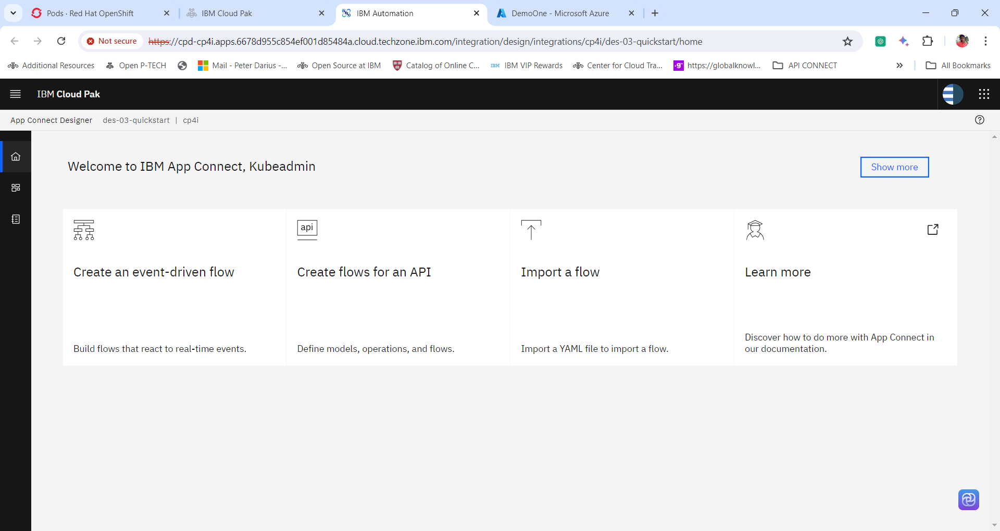 Pods · Red Hat OpenShift
IBM Cloud Pak
IBM Automation
DemoOne - Microsoft Azure
Not secure
https://cpd-cp4i.apps.6678d955c854ef001d85484a.cloud.techzone.ibm.com/integration/design/integrations/cp4i/des-03-quickstart/home
Additional Resources
Open P-TECH
Mail - Peter Darius -...
Open Source at IBM
Catalog of Online C...
IBM
IBM VIP Rewards
Center for Cloud Tra...
·g·
https://globalknowl...
API CONNECT
All Bookmarks
IBM Cloud Pak
App Connect Designer des-03-quickstart | cp4i
Welcome to IBM App Connect, Kubeadmin
Show more
api
Create an event-driven flow
Build flows that react to real-time events.
Create flows for an API
Define models, operations, and flows.
Import a flow
Import a YAML file to import a flow.
Learn more
Discover how to do more with App Connect in
our documentation.